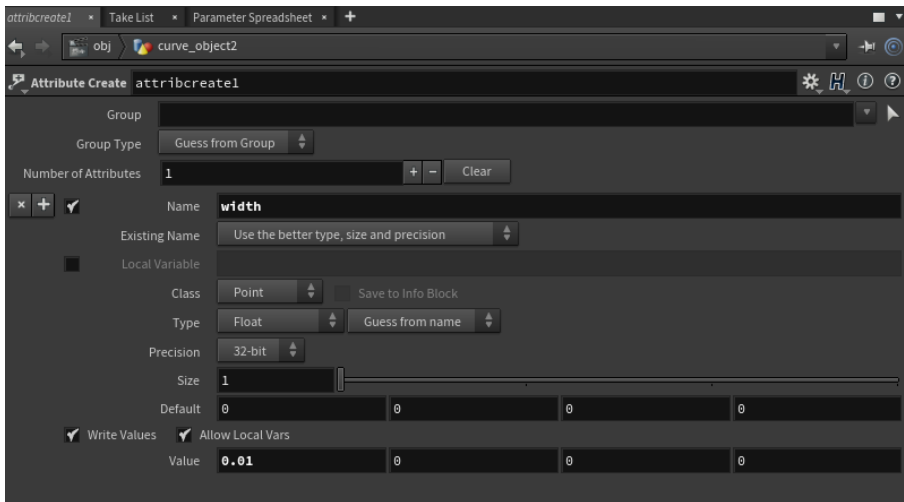 attribcreate1 × Take List × Parameter Spreadsheet × +
obj curve_object2
Attribute Create attribcreate1
Group
Group Type Guess from Group
Number of Attributes 1 + - Clear
× + Name width
Existing Name Use the better type, size and precision
Local Variable
Class Point Save to Info Block
Type Float Guess from name
Precision 32-bit
Size 1
Default 0 0 0 0
Write Values Allow Local Vars
Value 0.01 0 0 0